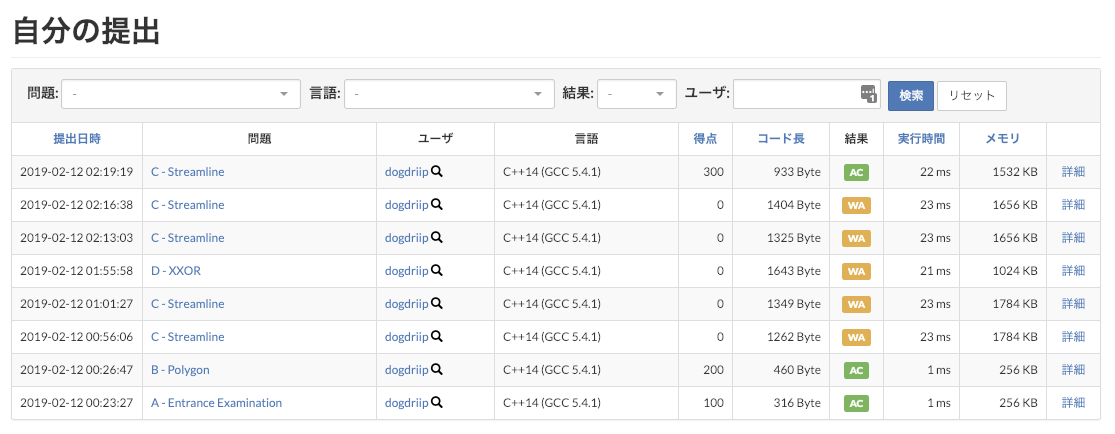 自分の提出
問題: - 言語: - 結果: - ユーザ: 1 検索 リセット
提出日時 問題 ユーザ 言語 得点 コード長 結果 実行時間 メモリ
2019-02-12 02:19:19 C - Streamline dogdriip C++14 (GCC 5.4.1) 300 933 Byte AC 22 ms 1532 KB 詳細
2019-02-12 02:16:38 C - Streamline dogdriip C++14 (GCC 5.4.1) 0 1404 Byte WA 23 ms 1656 KB 詳細
2019-02-12 02:13:03 C - Streamline dogdriip C++14 (GCC 5.4.1) 0 1325 Byte WA 23 ms 1656 KB 詳細
2019-02-12 01:55:58 D - XXOR dogdriip C++14 (GCC 5.4.1) 0 1643 Byte WA 21 ms 1024 KB 詳細
2019-02-12 01:01:27 C - Streamline dogdriip C++14 (GCC 5.4.1) 0 1349 Byte WA 23 ms 1784 KB 詳細
2019-02-12 00:56:06 C - Streamline dogdriip C++14 (GCC 5.4.1) 0 1262 Byte WA 23 ms 1784 KB 詳細
2019-02-12 00:26:47 B - Polygon dogdriip C++14 (GCC 5.4.1) 200 460 Byte AC 1 ms 256 KB 詳細
2019-02-12 00:23:27 A - Entrance Examination dogdriip C++14 (GCC 5.4.1) 100 316 Byte AC 1 ms 256 KB 詳細